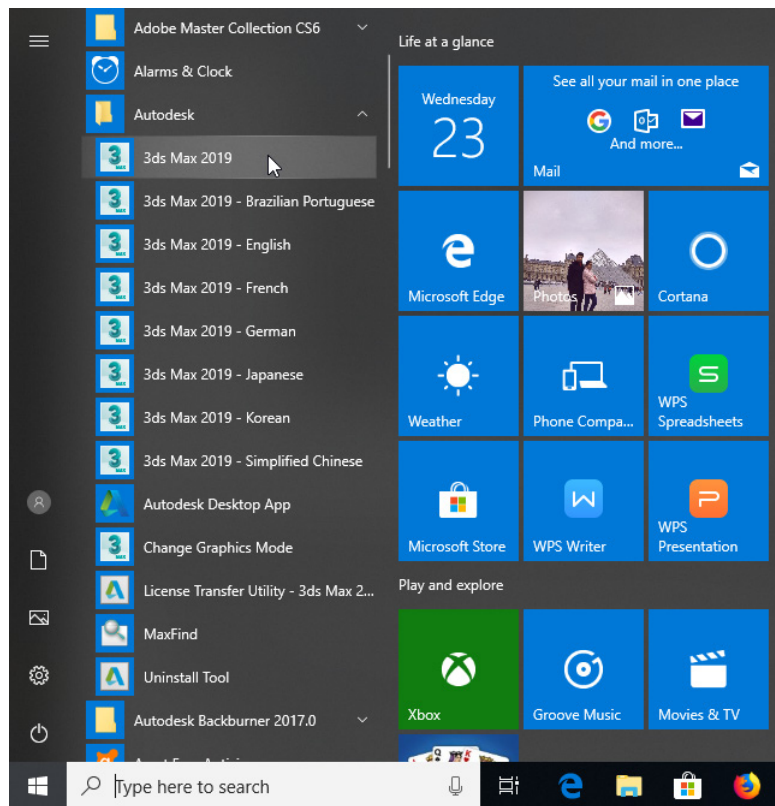 Adobe Master Collection CS6
Alarms & Clock
Autodesk
3ds Max 2019
3ds Max 2019 - Brazilian Portuguese
3ds Max 2019 - English
3ds Max 2019 - French
3ds Max 2019 - German
3ds Max 2019 - Japanese
3ds Max 2019 - Korean
3ds Max 2019 - Simplified Chinese
Autodesk Desktop App
Change Graphics Mode
License Transfer Utility - 3ds Max 2...
MaxFind
Uninstall Tool
Autodesk Backburner 2017.0
Life at a glance
Wednesday
23
See all your mail in one place
And more...
Mail
Microsoft Edge
Photos
Cortana
Weather
Phone Compa...
WPS
Spreadsheets
Microsoft Store
WPS Writer
WPS
Presentation
Play and explore
Xbox
Groove Music
Movies & TV
Type here to search